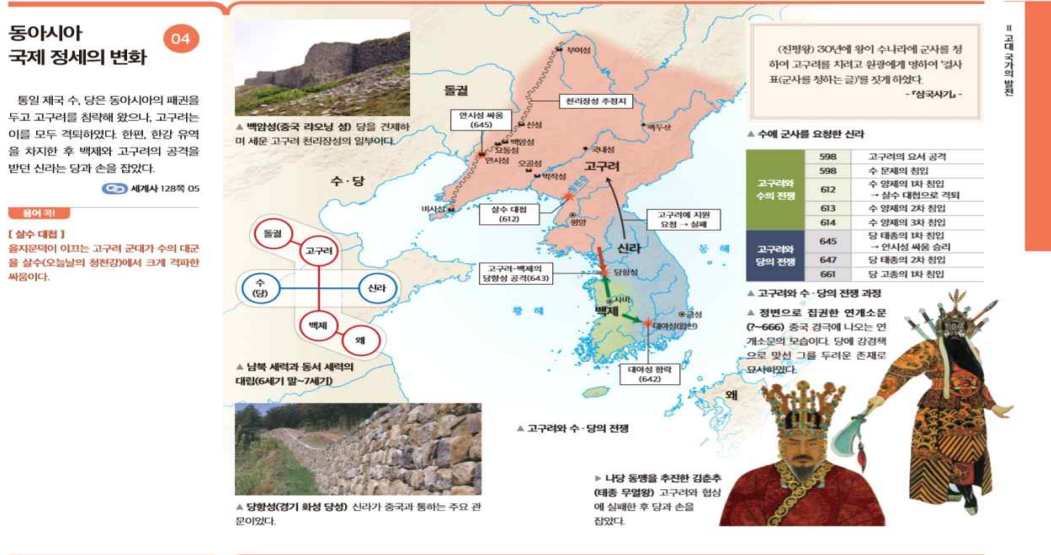 동아시아
국제 정세의 변화
04
통일 제국 수, 당은 동아시아의 패권을
두고 고구려를 침략해 왔으나, 고구려는
이를 모두 격퇴하였다. 한편, 한강 유역
을 차지한 후 백제와 고구려의 공격을
받던 신라는 당과 손을 잡았다.
세계사 128쪽 05
용어 콕!
[ 살수 대첩 ]
을지문덕이 이끄는 고구려 군대가 수의 대군
을 살수(오늘날의 청천강)에서 크게 격파한
싸움이다.
▲ 백암성(중국 랴오닝 성) 당을 견제하
며 세운 고구려 천리장성의 일부이다.
돌궐
고구려
수
(당)
신라
백제
왜
▲ 남북 세력과 동서 세력의
대립(6세기 말~7세기)
▲ 당항성(경기 화성 당성) 신라가 중국과 통하는 주요 관
문이었다.
부여성
돌궐
천리장성 추정지
안시성 싸움
(645)
신성
백두산
백암성
요동성
안시성
국내성
오골성
고구려
박작성
수·당
비사성
살수 대첩
(612)
평양
고구려에 지원
요청 → 실패
신라
동 해
고구려·백제의
당항성 공격(643)
당항성
사비
황 해
백제
금성
대야성(합천)
대야성 함락
(642)
왜
▲ 고구려와 수·당의 전쟁
(진평왕) 30년에 왕이 수나라에 군사를 청
하여 고구려를 치려고 원광에게 명하여 '걸사
표(군사를 청하는 글)'를 짓게 하였다.
- 『삼국사기』 -
▲ 수에 군사를 요청한 신라
고구려와
수의 전쟁
598 고구려의 요서 공격
598 수 문제의 침입
612 수 양제의 1차 침입
→ 살수 대첩으로 격퇴
613 수 양제의 2차 침입
614 수 양제의 3차 침입
고구려와
당의 전쟁
645 당 태종의 1차 침입
→ 안시성 싸움 승리
647 당 태종의 2차 침입
661 당 고종의 1차 침입
▲ 고구려와 수·당의 전쟁 과정
▲ 정변으로 집권한 연개소문
(?~666) 중국 경극에 나오는 연
개소문의 모습이다. 당에 강경책
으로 맞선 그를 두려운 존재로
묘사하였다.
▶ 나당 동맹을 추진한 김춘추
(태종 무열왕) 고구려와 협상
에 실패한 후 당과 손을
잡았다.
Ⅱ 고대 국가의 발전